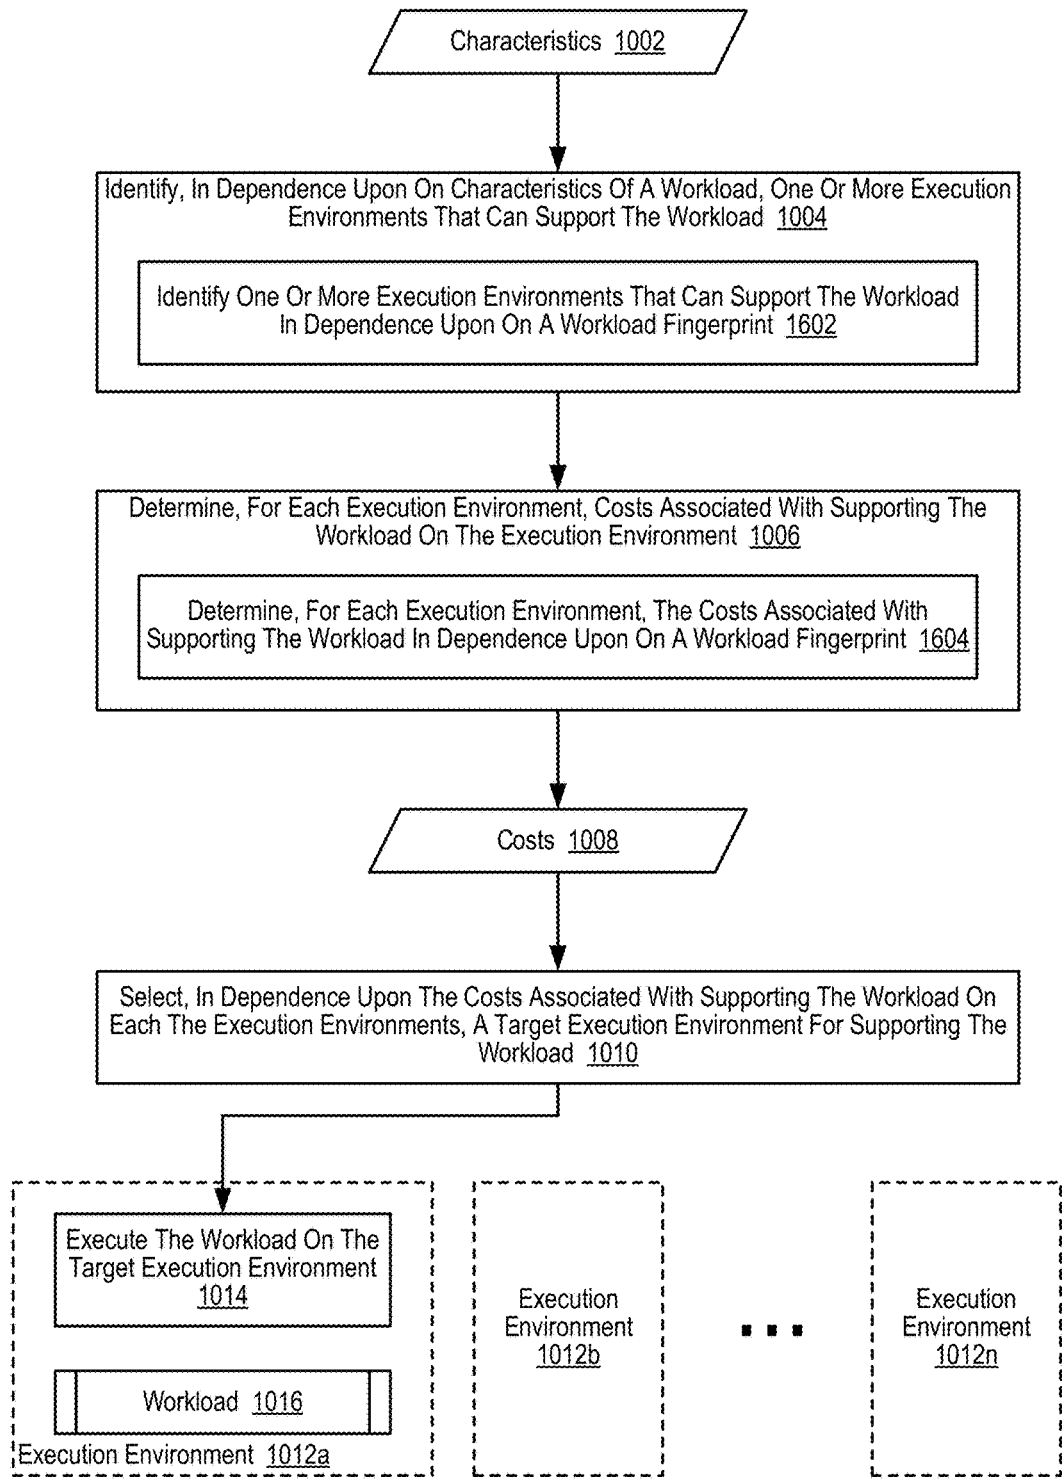 Characteristics 1002
Identify, In Dependence Upon On Characteristics Of A Workload, One Or More Execution
Environments That Can Support The Workload 1004
Identify One Or More Execution Environments That Can Support The Workload
In Dependence Upon On A Workload Fingerprint 1602
Determine, For Each Execution Environment, Costs Associated With Supporting The
Workload On The Execution Environment 1006
Determine, For Each Execution Environment, The Costs Associated With
Supporting The Workload In Dependence Upon On A Workload Fingerprint 1604
Costs 1008
Select, In Dependence Upon The Costs Associated With Supporting The Workload On
Each The Execution Environments, A Target Execution Environment For Supporting The
Workload 1010
Execute The Workload On The
Target Execution Environment
1014
Workload 1016
Execution Environment 1012a
Execution
Environment
1012b
Execution
Environment
1012n